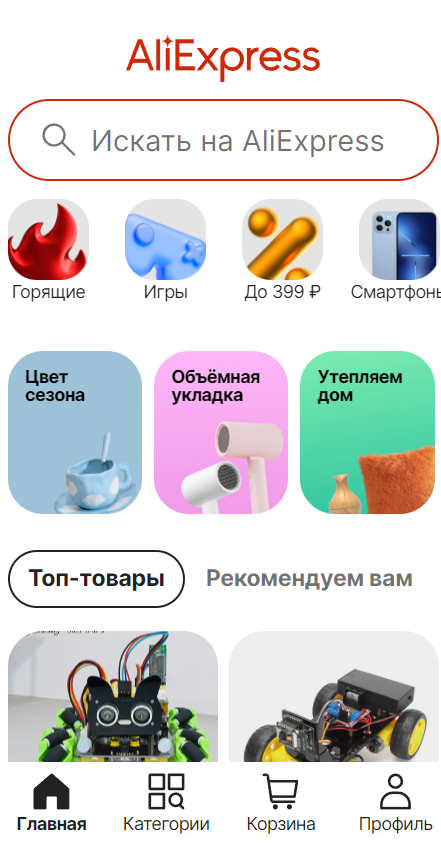 AliExpress
Искать на AliExpress
Горящие
Игры
До 399 ₽
Смартфоны
Цвет
сезона
Объёмная
укладка
Утепляем
дом
Топ-товары
Рекомендуем вам
Главная
Категории
Корзина
Профиль